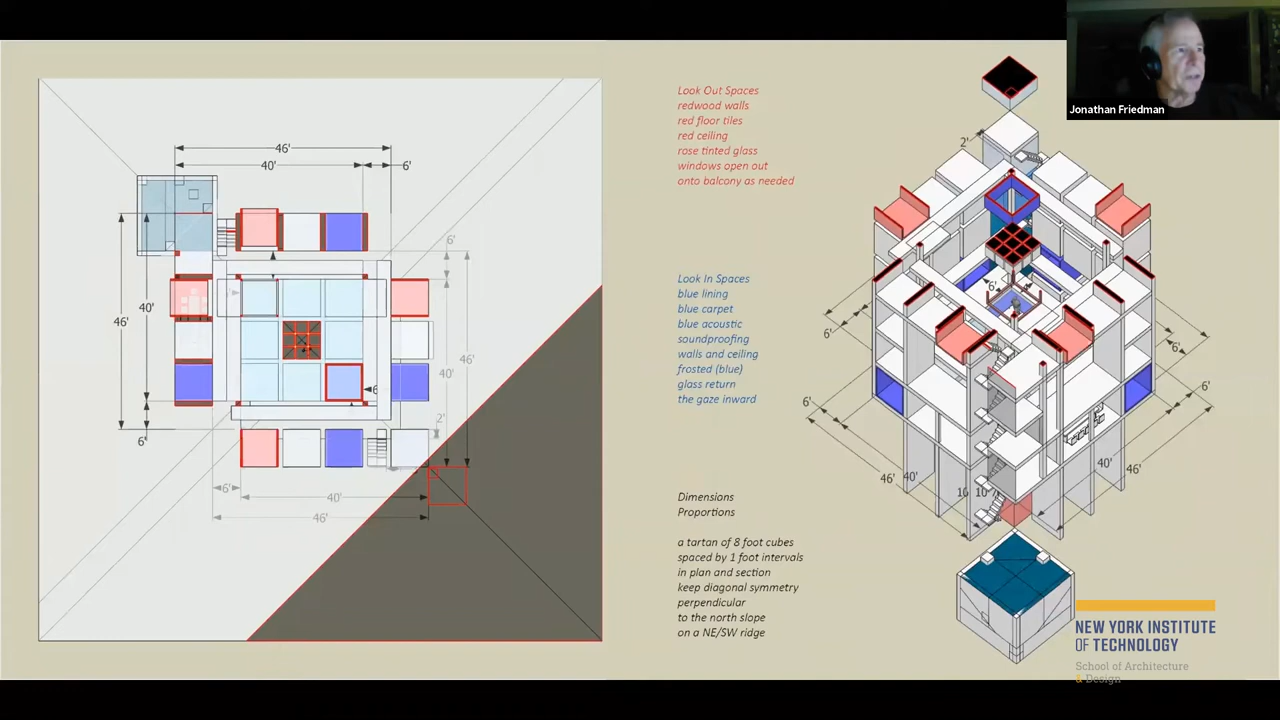 Jonathan Friedman
Look Out Spaces
redwood walls
red floor tiles
red ceiling
rose tinted glass
windows open out
onto balcony as needed
Look In Spaces
blue lining
blue carpet
blue acoustic
soundproofing
walls and ceiling
frosted (blue)
glass return
the gaze inward
Dimensions
Proportions
a tartan of 8 foot cubes
spaced by 1 foot intervals
in plan and section
keep diagonal symmetry
perpendicular
to the north slope
on a NE/SW ridge
46'
40'
6'
46'
40'
6'
6'
46'
40'
2'
6'
6'
40'
46'
2'
6'
6'
6'
6'
6'
46'
40'
10
10
40'
46'
NEW YORK INSTITUTE
OF TECHNOLOGY
School of Architecture
& Design